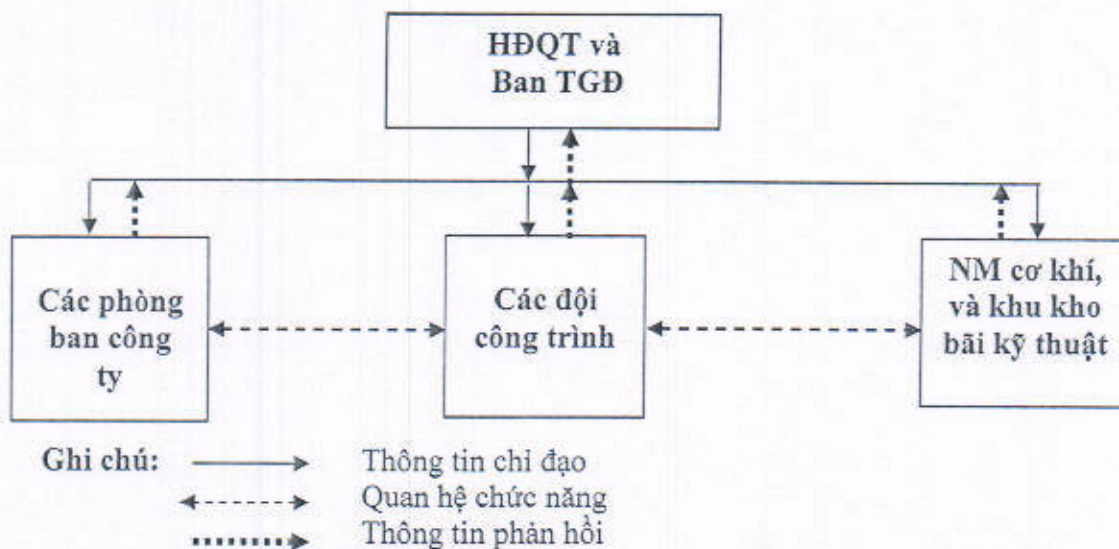 HĐQT và
Ban TGĐ
Các phòng
ban công
ty
Các đội
công trình
NM cơ khí,
và khu kho
bãi kỹ thuật
Ghi chú:
Thông tin chỉ đạo
Quan hệ chức năng
Thông tin phản hồi